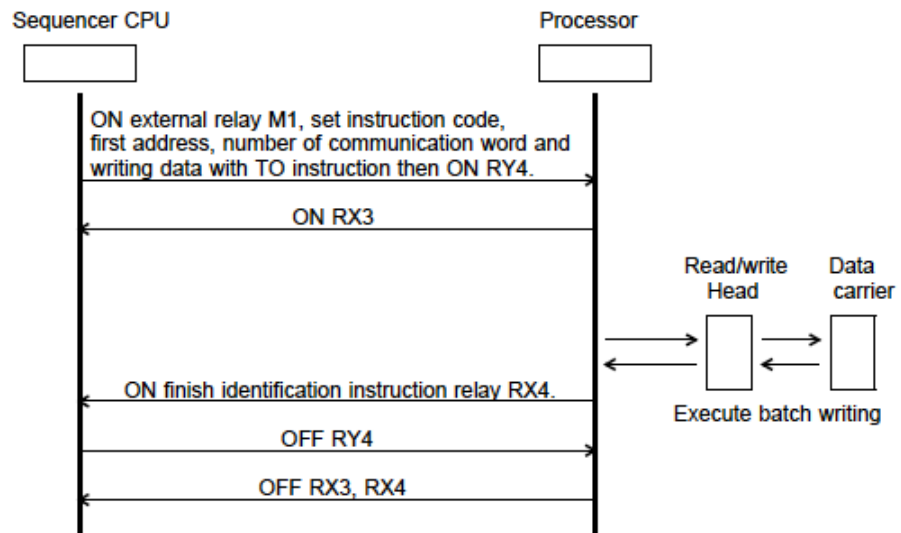 Sequencer CPU
Processor
ON external relay M1, set instruction code,
first address, number of communication word and
writing data with TO instruction then ON RY4.
ON RX3
Read/write
Head
Data
carrier
ON finish identification instruction relay RX4.
Execute batch writing
OFF RY4
OFF RX3, RX4